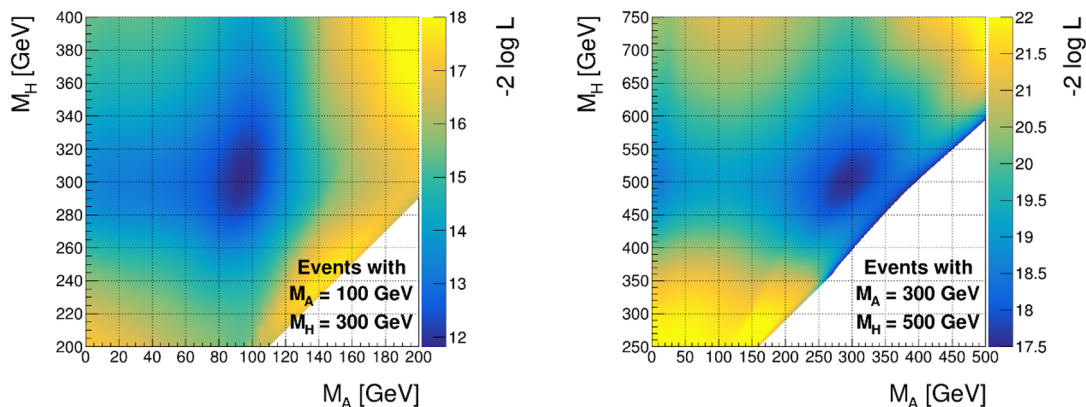 M_H [GeV]
400
380
360
340
320
300
280
260
240
220
200
0 20 40 60 80 100 120 140 160 180 200
M_A [GeV]
Events with
M_A = 100 GeV
M_H = 300 GeV
18
17
16
15
14
13
12
-2 log L
M_H [GeV]
750
700
650
600
550
500
450
400
350
300
250
0 50 100 150 200 250 300 350 400 450 500
M_A [GeV]
Events with
M_A = 300 GeV
M_H = 500 GeV
22
21.5
21
20.5
20
19.5
19
18.5
18
17.5
-2 log L